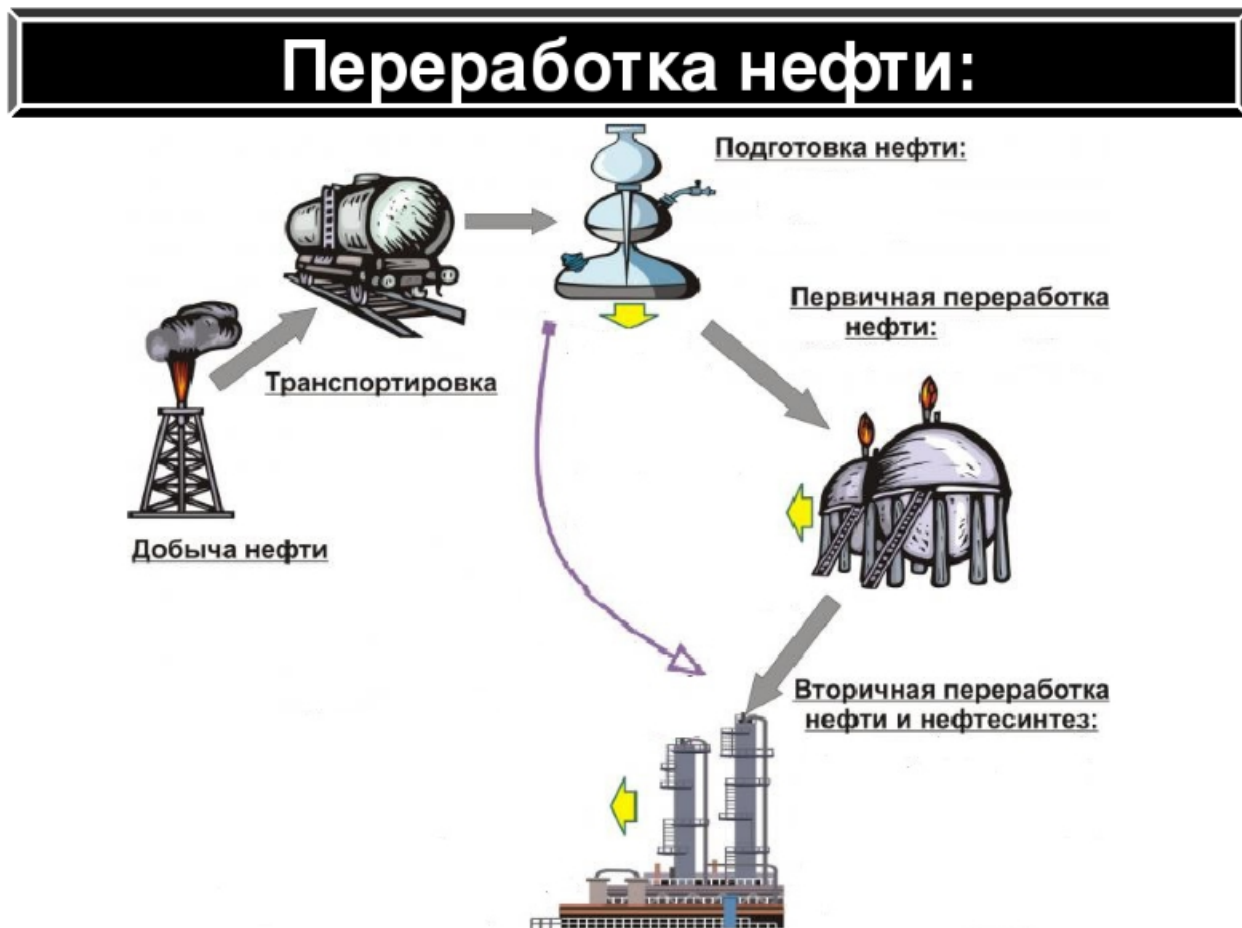 Переработка нефти:
Подготовка нефти:
Первичная переработка
нефти:
Транспортировка
Добыча нефти
Вторичная переработка
нефти и нефтесинтез: